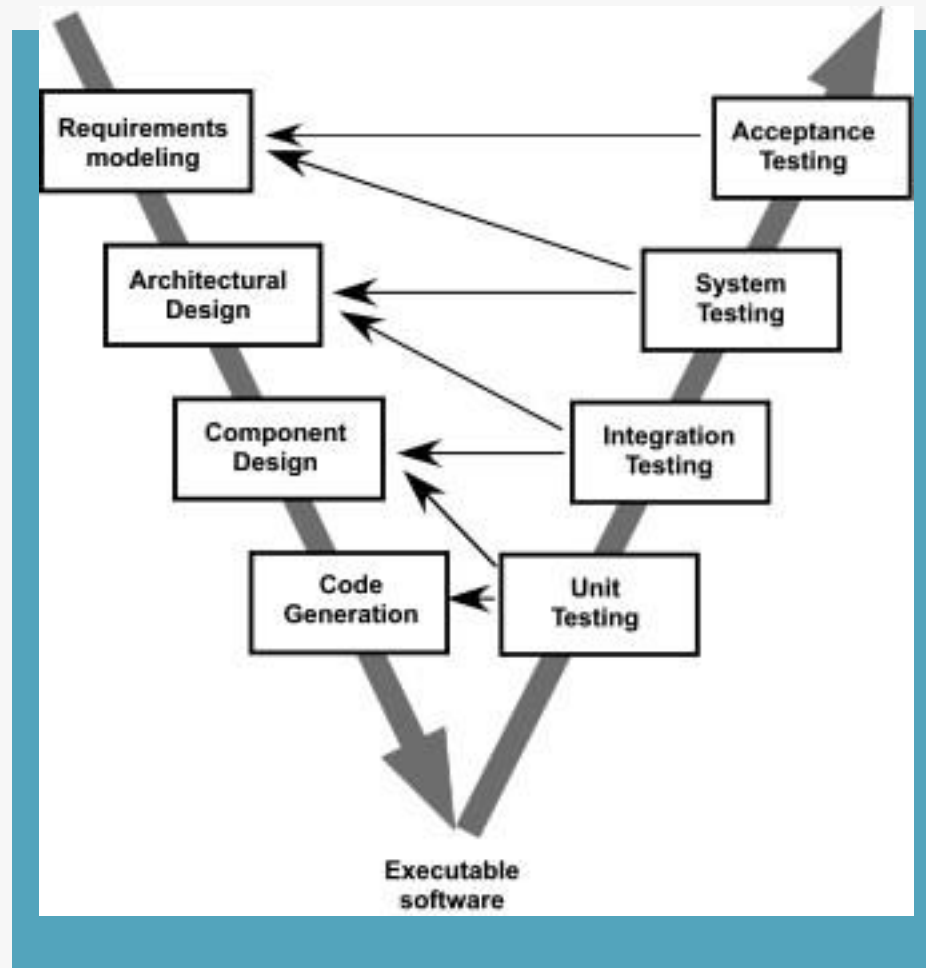 Requirements
modeling
Acceptance
Testing
Architectural
Design
System
Testing
Component
Design
Integration
Testing
Code
Generation
Unit
Testing
Executable
software